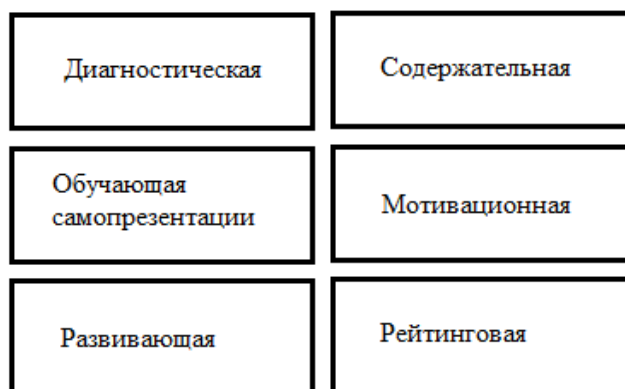 Диагностическая
Содержательная
Обучающая
самопрезентации
Мотивационная
Развивающая
Рейтинговая